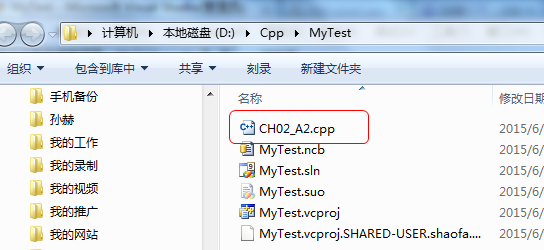 计算机 本地磁盘 (D:) Cpp MyTest
组织 包含到库中 共享 刻录 新建文件夹
手机备份
孙赫
我的工作
我的录制
我的视频
我的推广
我的网站
名称 修改日期
CH02_A2.cpp 2015/6/
MyTest.ncb 2015/6/
MyTest.sln 2015/6/
MyTest.suo 2015/6/
MyTest.vcproj 2015/6/
MyTest.vcproj.SHARED-USER.shaofa.... 2015/6/